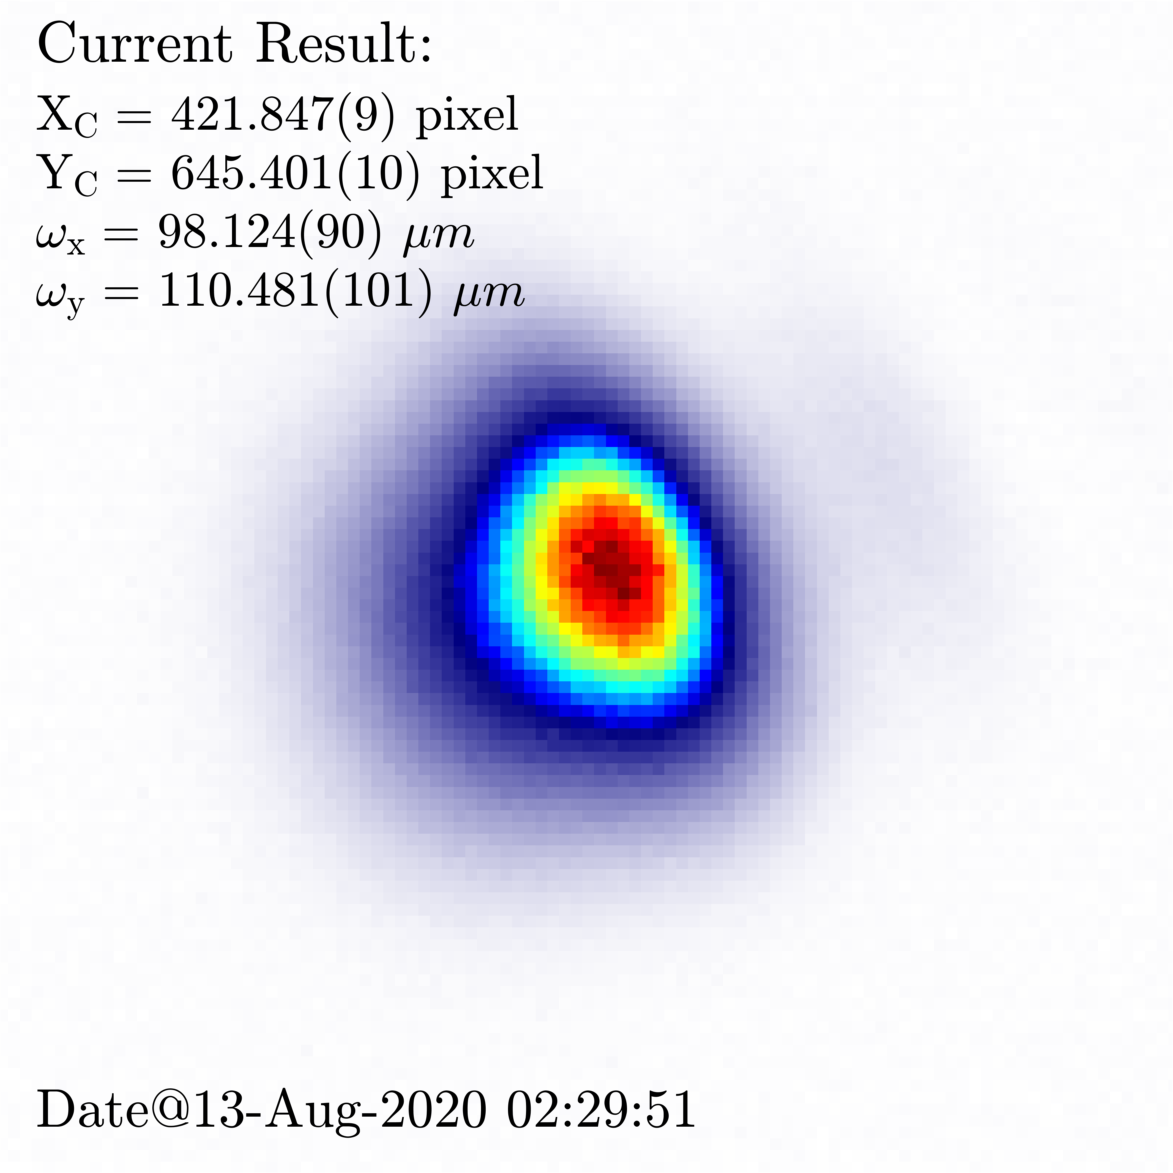 Current Result:
X_C = 421.847(9) pixel
Y_C = 645.401(10) pixel
ω_x = 98.124(90) μm
ω_y = 110.481(101) μm
Date@13-Aug-2020 02:29:51